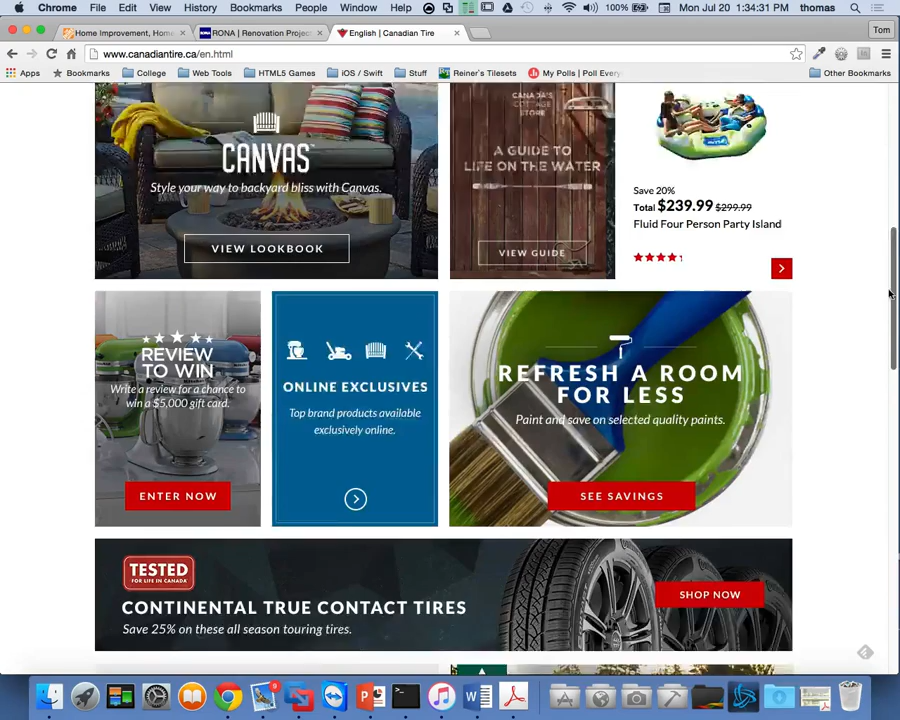 Chrome File Edit View History Bookmarks People Window Help 100% Mon Jul 20 1:34:31 PM thomas
Home Improvement, Hom
RONA | Renovation Projec
English | Canadian Tire
Tom
www.canadiantire.ca/en.html
Apps Bookmarks College Web Tools HTML5 Games iOS / Swift Stuff Reiner's Tilesets My Polls | Poll Every Other Bookmarks
CANVAS
Style your way to backyard bliss with Canvas.
VIEW LOOKBOOK
CANADA'S
COTTAGE
STORE
A GUIDE TO
LIFE ON THE WATER
VIEW GUIDE
Save 20%
Total $239.99 $299.99
Fluid Four Person Party Island
REVIEW
TO WIN
Write a review for a chance to
win a $5,000 gift card.
ENTER NOW
ONLINE EXCLUSIVES
Top brand products available
exclusively online.
REFRESH A ROOM
FOR LESS
Paint and save on selected quality paints.
SEE SAVINGS
TESTED
FOR LIFE IN CANADA
CONTINENTAL TRUE CONTACT TIRES
Save 25% on these all season touring tires.
SHOP NOW